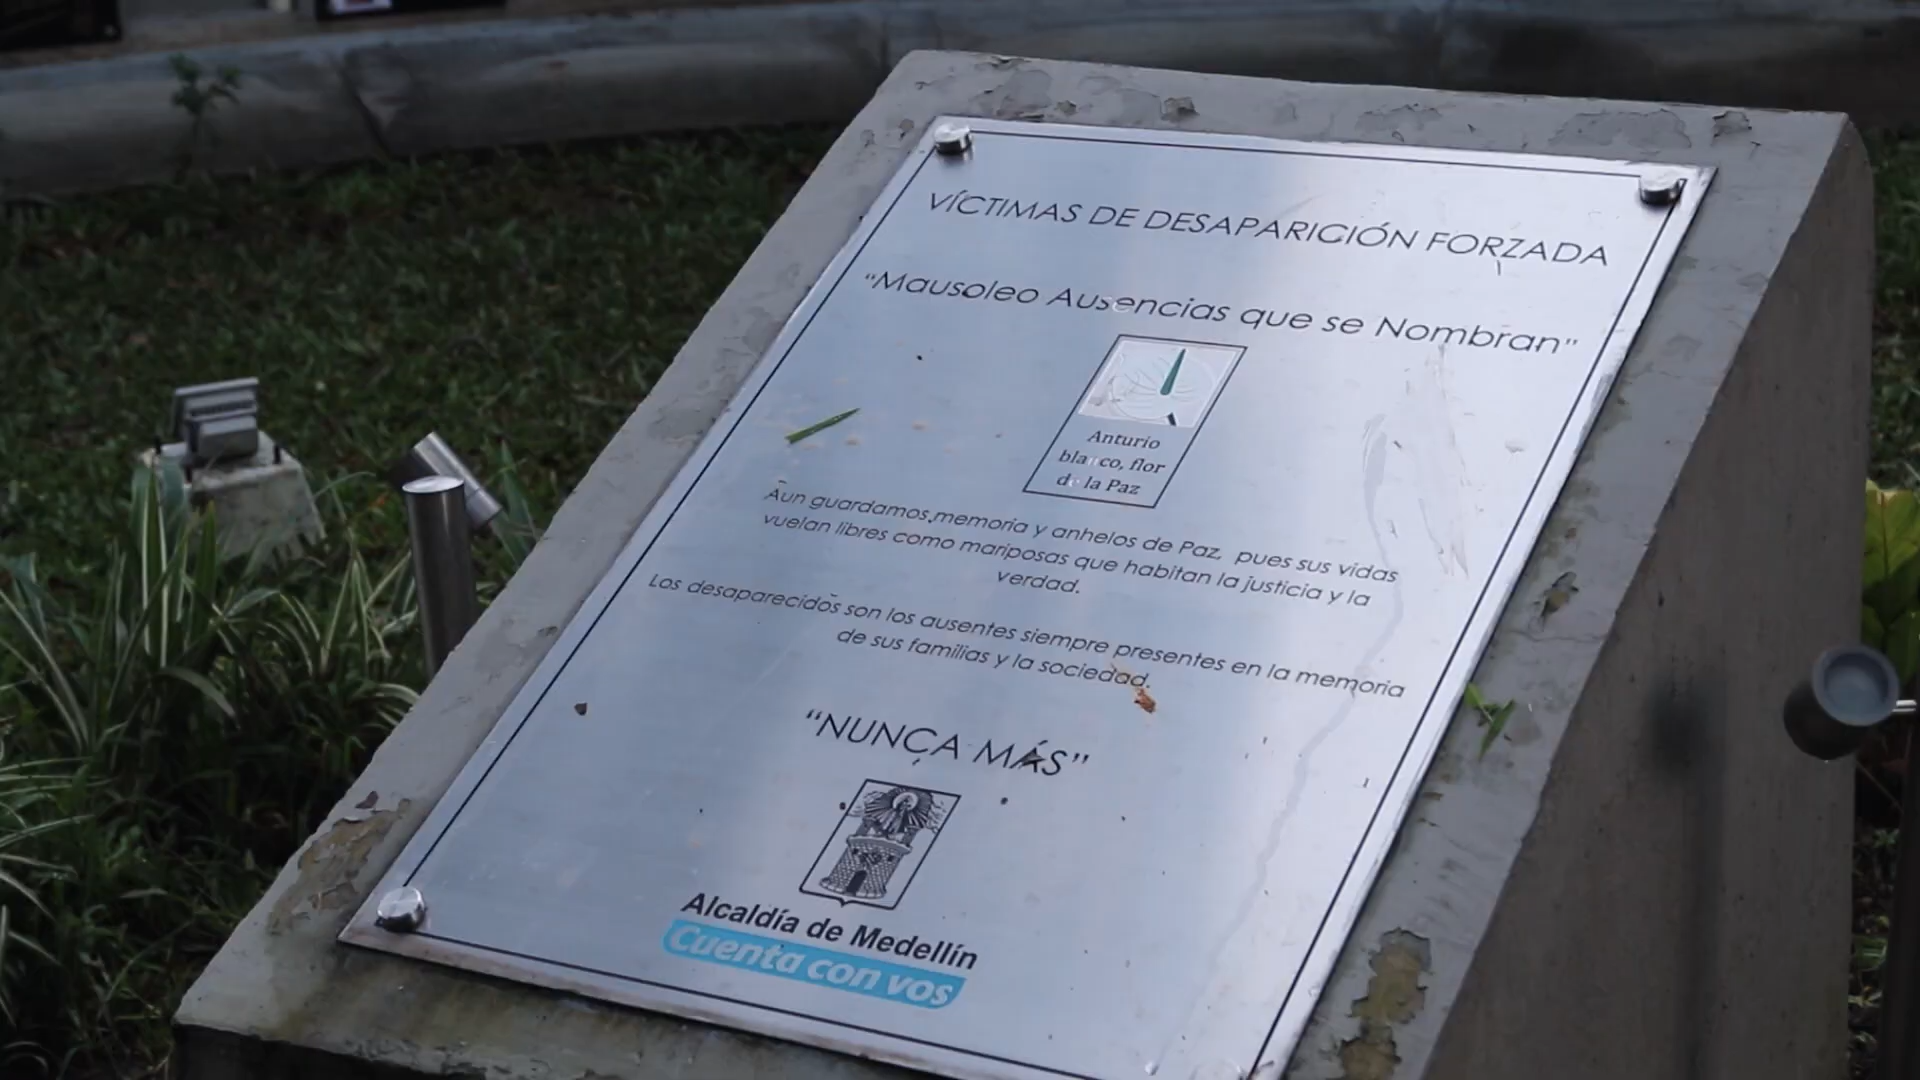 VÍCTIMAS DE DESAPARICIÓN FORZADA
“Mausoleo Ausencias que se Nombran”
Anturio
blanco, flor
de la Paz
Aun guardamos memoria y anhelos de Paz, pues sus vidas
vuelan libres como mariposas que habitan la justicia y la
verdad.
Los desaparecidos son los ausentes siempre presentes en la memoria
de sus familias y la sociedad.
“NUNCA MÁS”
Alcaldía de Medellín
Cuenta con vos